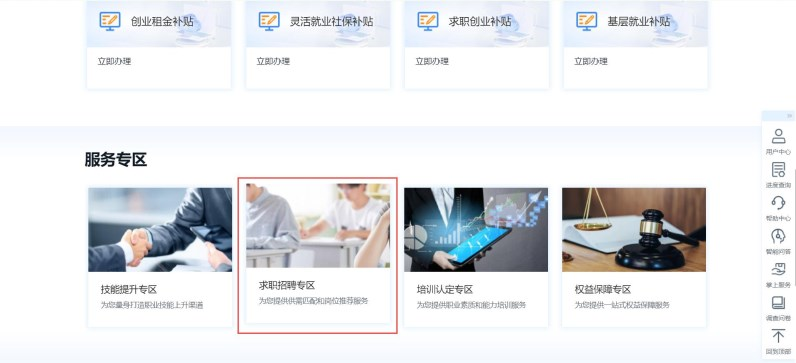 创业租金补贴
灵活就业社保补贴
求职创业补贴
基层就业补贴
立即办理
立即办理
立即办理
立即办理
服务专区
技能提升专区
为您量身打造职业技能上升渠道
求职招聘专区
为您提供供需匹配和岗位推荐服务
培训认定专区
为您提供职业素质和能力培训服务
权益保障专区
为您提供一站式权益保障服务
用户中心
进度查询
帮助中心
智能问答
掌上服务
调查问卷
回到顶部